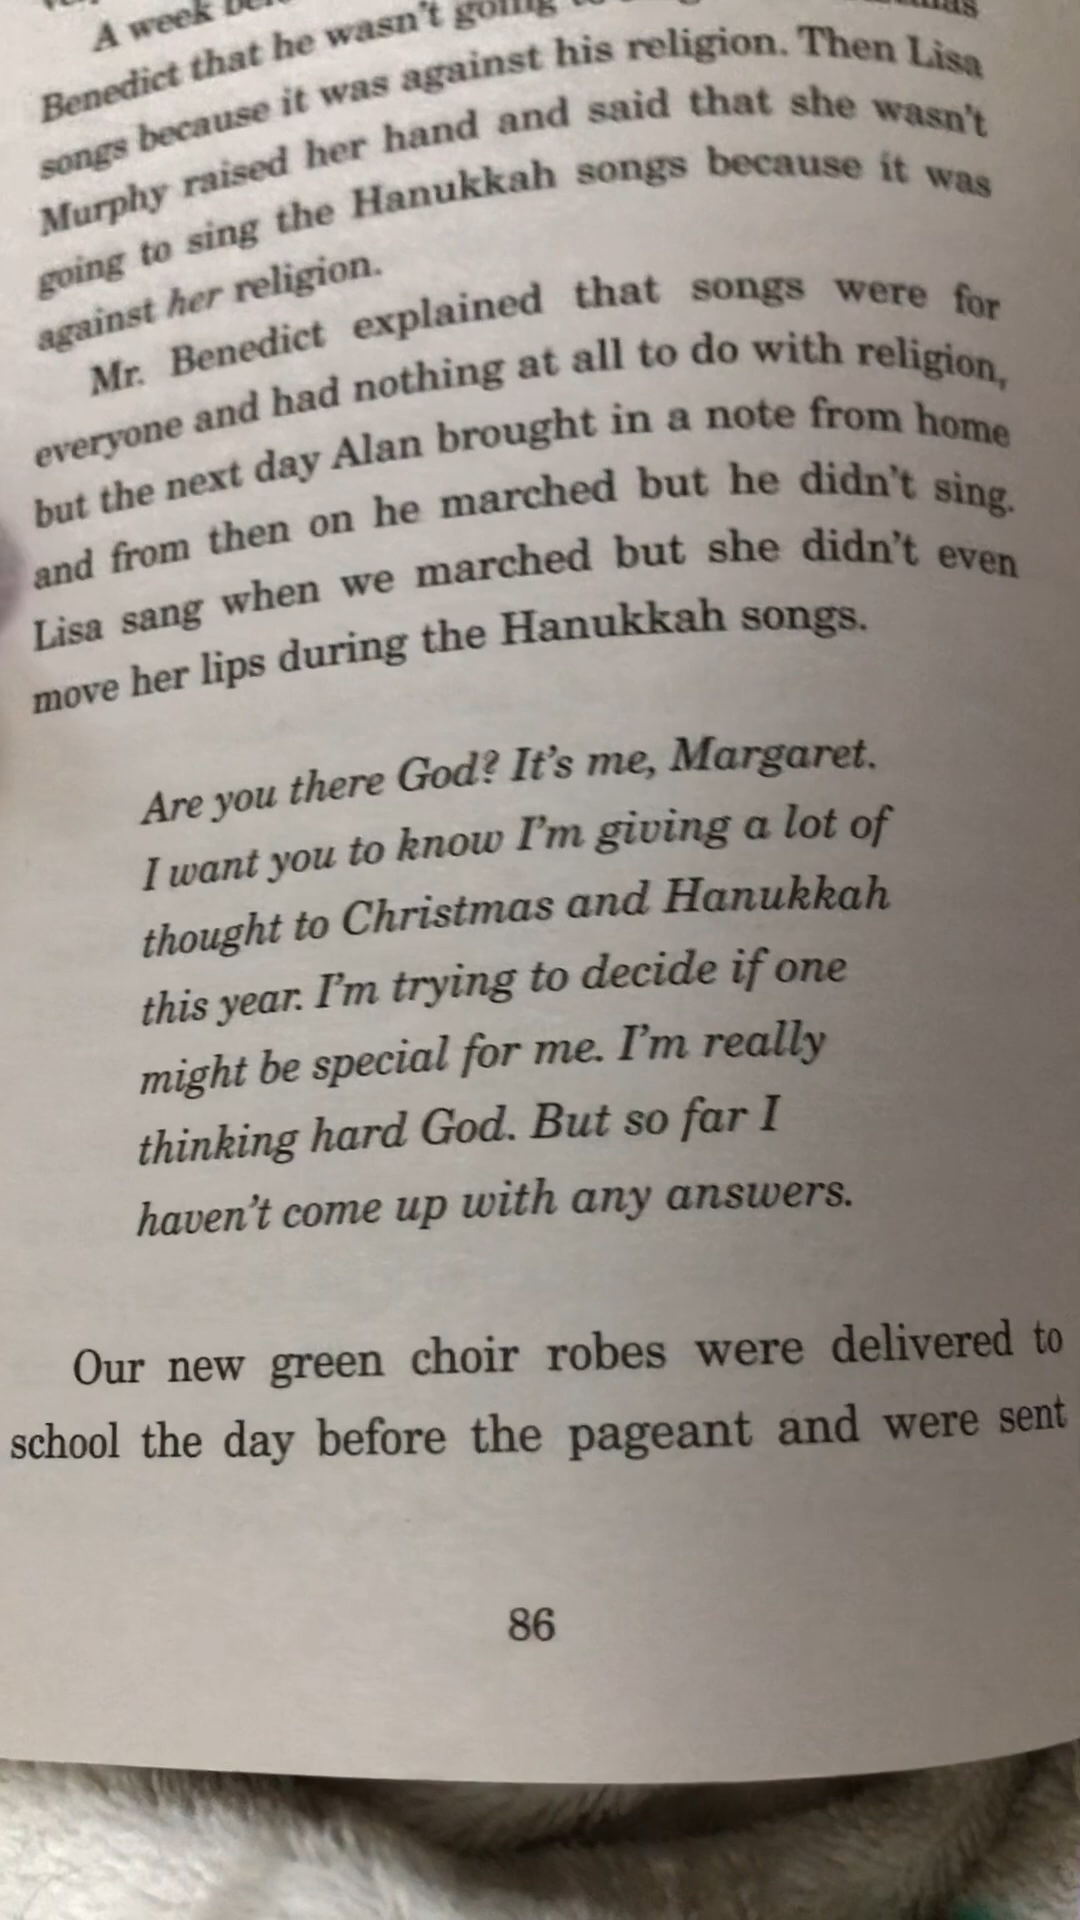 A week
Benedict that he wasn't going
songs because it was against his religion. Then Lisa
Murphy raised her hand and said that she wasn't
going to sing the Hanukkah songs because it was
against her religion.
Mr. Benedict explained that songs were for
everyone and had nothing at all to do with religion,
but the next day Alan brought in a note from home
and from then on he marched but he didn't sing.
Lisa sang when we marched but she didn't even
move her lips during the Hanukkah songs.
Are you there God? It's me, Margaret.
I want you to know I'm giving a lot of
thought to Christmas and Hanukkah
this year. I'm trying to decide if one
might be special for me. I'm really
thinking hard God. But so far I
haven't come up with any answers.
Our new green choir robes were delivered to
school the day before the pageant and were sent
86